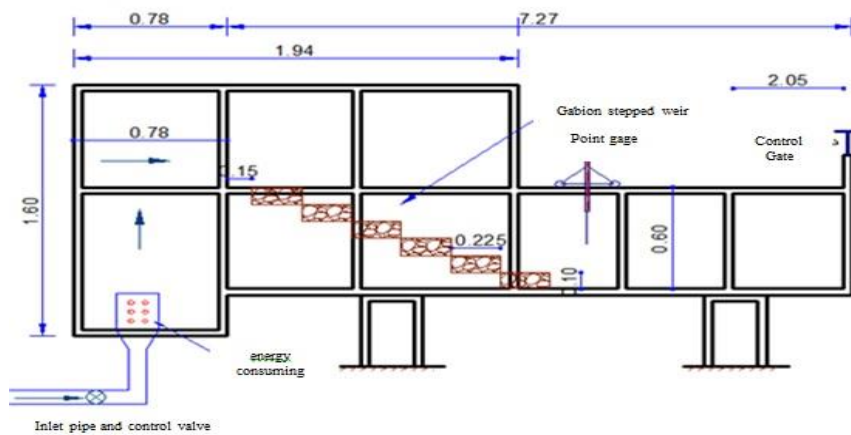 0.78
7.27
1.94
2.05
Gabion stepped weir
Point gage
Control
Gate
0.78
.15
1.60
0.225
0.60
.10
energy
consuming
Inlet pipe and control valve